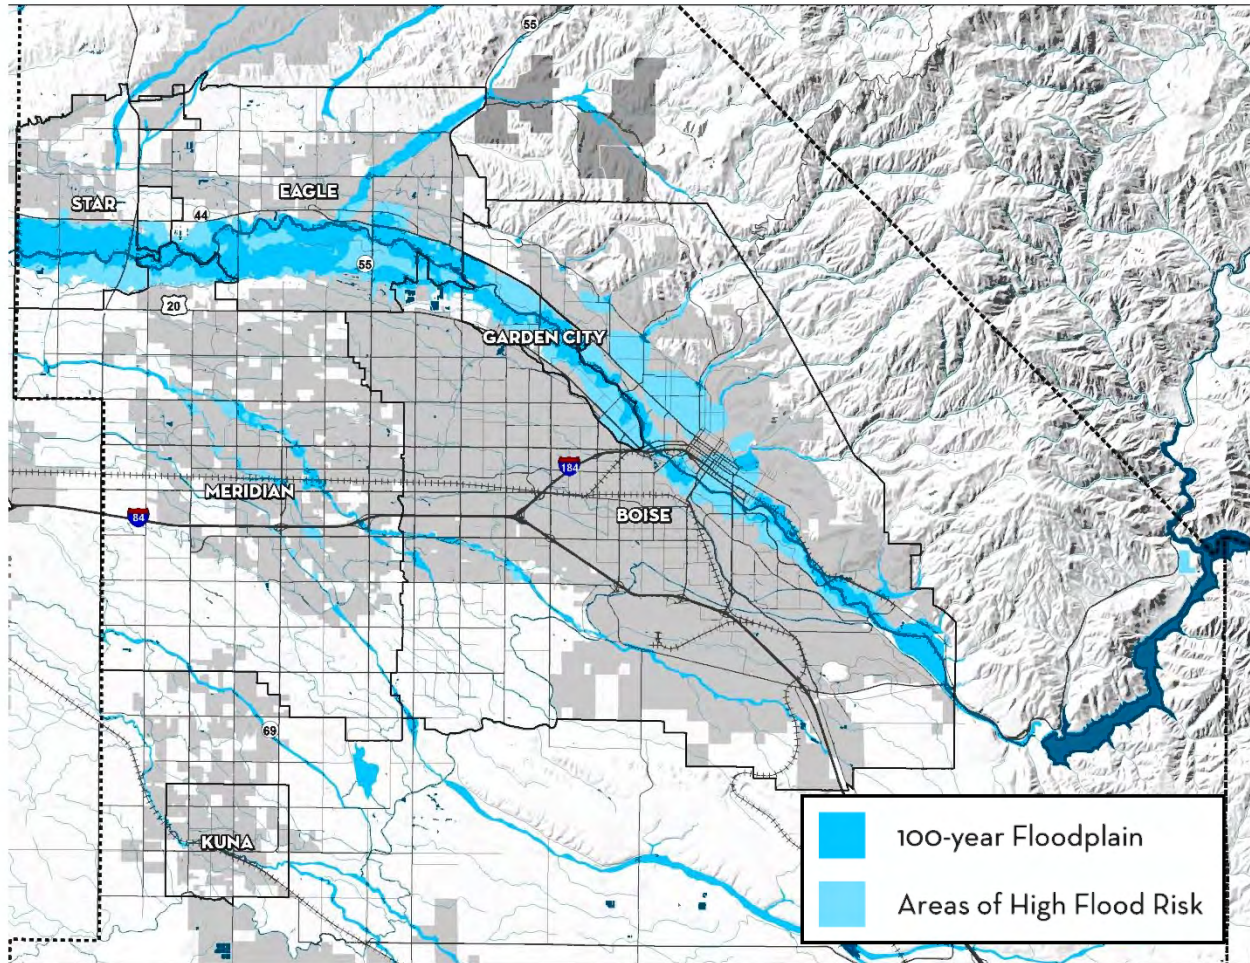 55
STAR
EAGLE
44
55
20
GARDEN CITY
184
MERIDIAN
84
BOISE
69
KUNA
100-year Floodplain
Areas of High Flood Risk